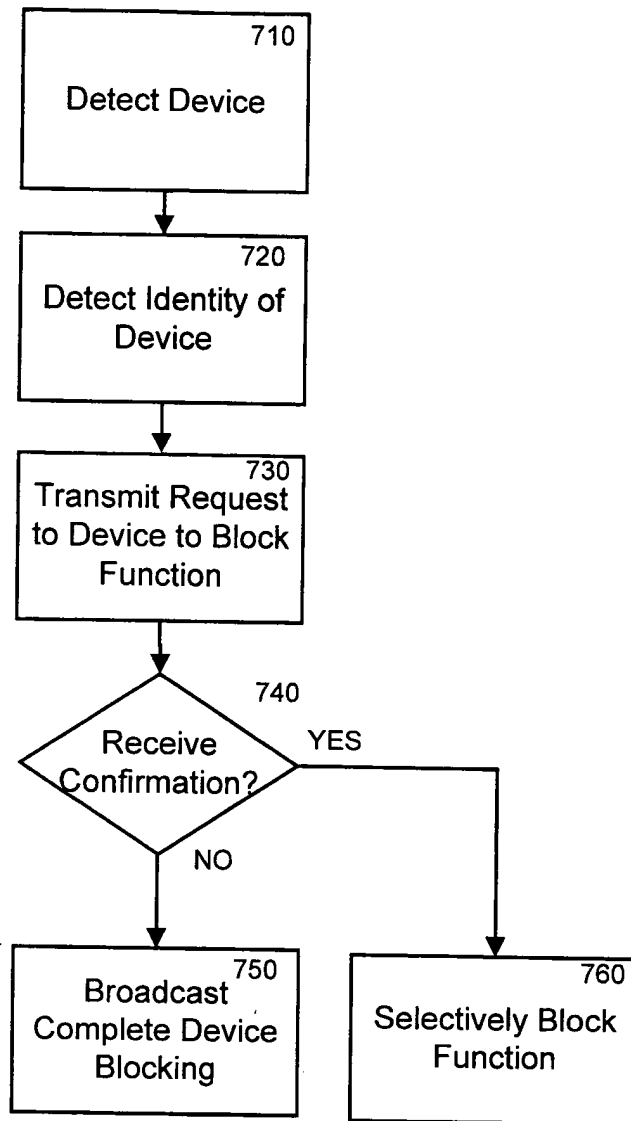 710
Detect Device
720
Detect Identity of
Device
730
Transmit Request
to Device to Block
Function
740
Receive
Confirmation?
YES
NO
750
Broadcast
Complete Device
Blocking
760
Selectively Block
Function